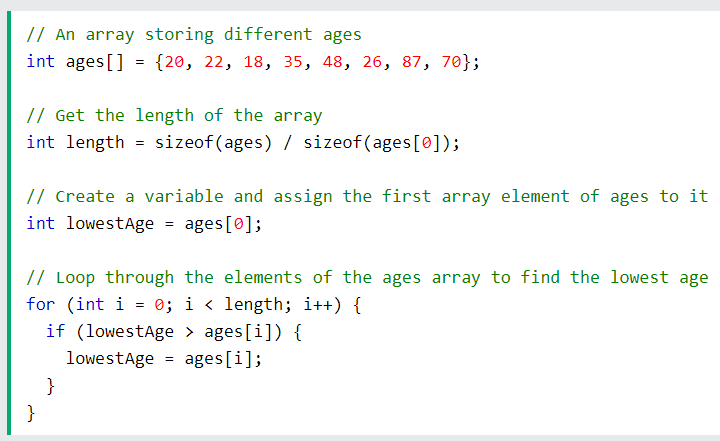 // An array storing different ages
int ages[] = {20, 22, 18, 35, 48, 26, 87, 70};
// Get the length of the array
int length = sizeof(ages) / sizeof(ages[0]);
// Create a variable and assign the first array element of ages to it
int lowestAge = ages[0];
// Loop through the elements of the ages array to find the lowest age
for (int i = 0; i < length; i++) {
  if (lowestAge > ages[i]) {
    lowestAge = ages[i];
  }
}